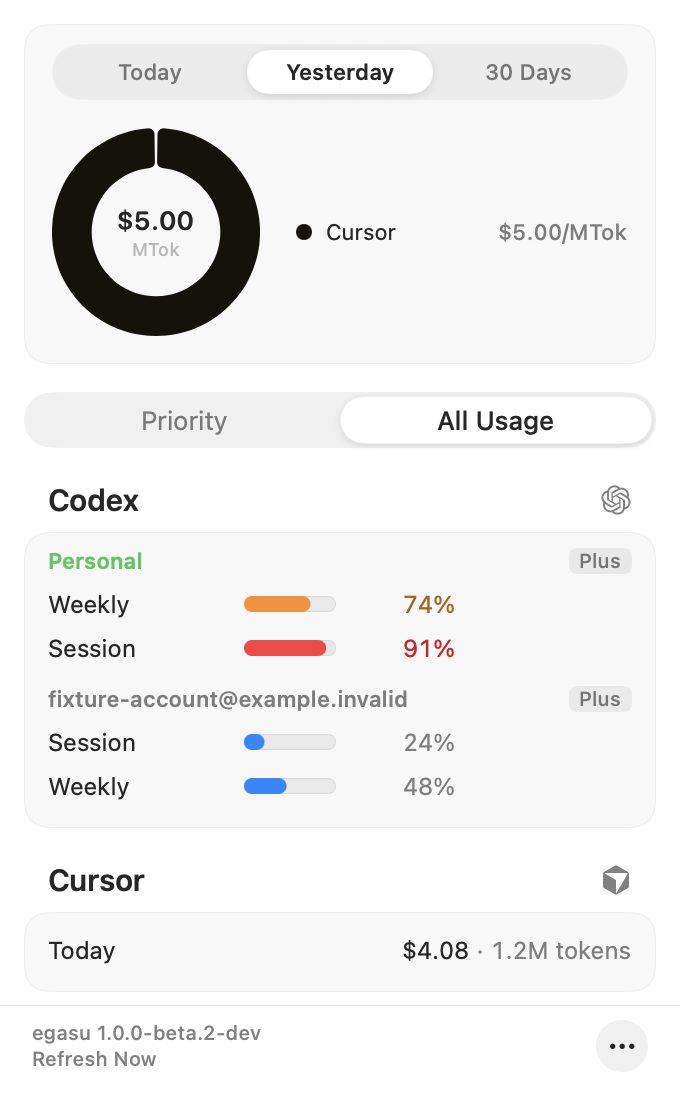 Today Yesterday 30 Days
$5.00
MTok
Cursor $5.00/MTok
Priority All Usage
Codex
Personal Plus
Weekly 74%
Session 91%
fixture-account@example.invalid Plus
Session 24%
Weekly 48%
Cursor
Today $4.08 · 1.2M tokens
egasu 1.0.0-beta.2-dev
Refresh Now